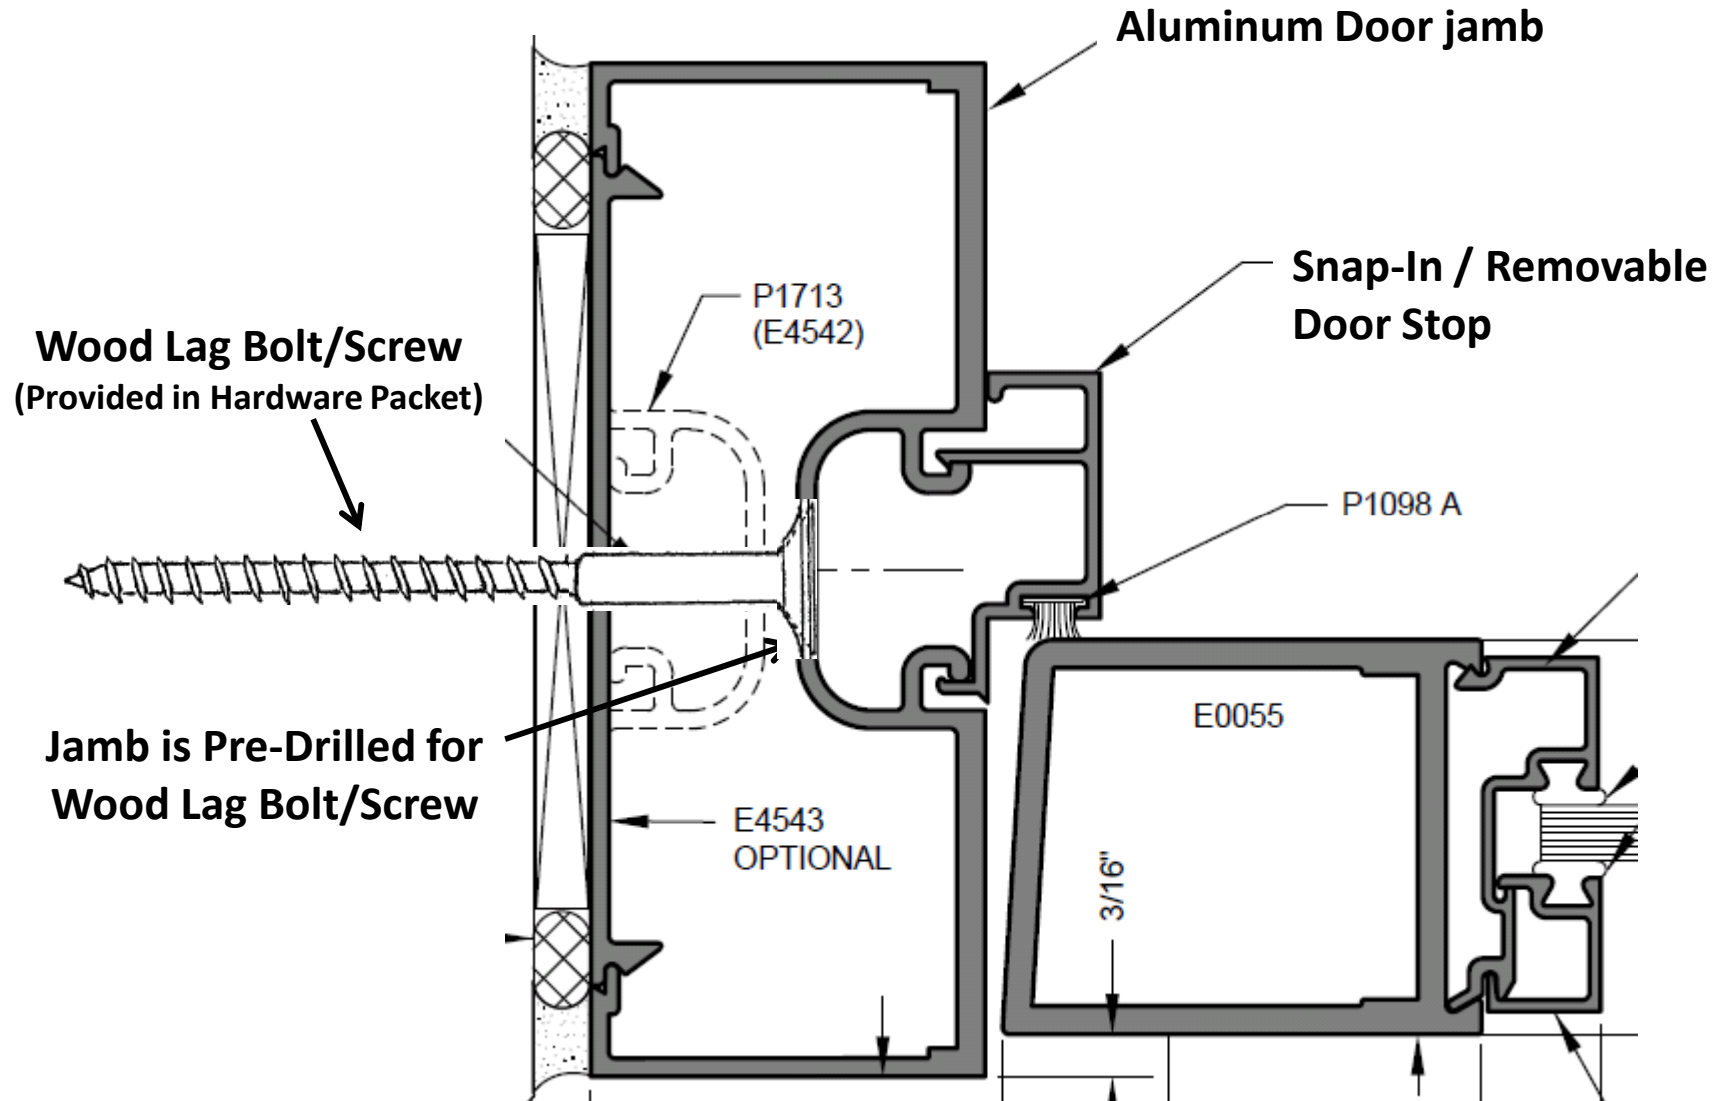 Aluminum Door jamb
Snap-In / Removable
Door Stop
P1713
(E4542)
Wood Lag Bolt/Screw
(Provided in Hardware Packet)
P1098 A
E0055
Jamb is Pre-Drilled for
Wood Lag Bolt/Screw
E4543
OPTIONAL
3/16"